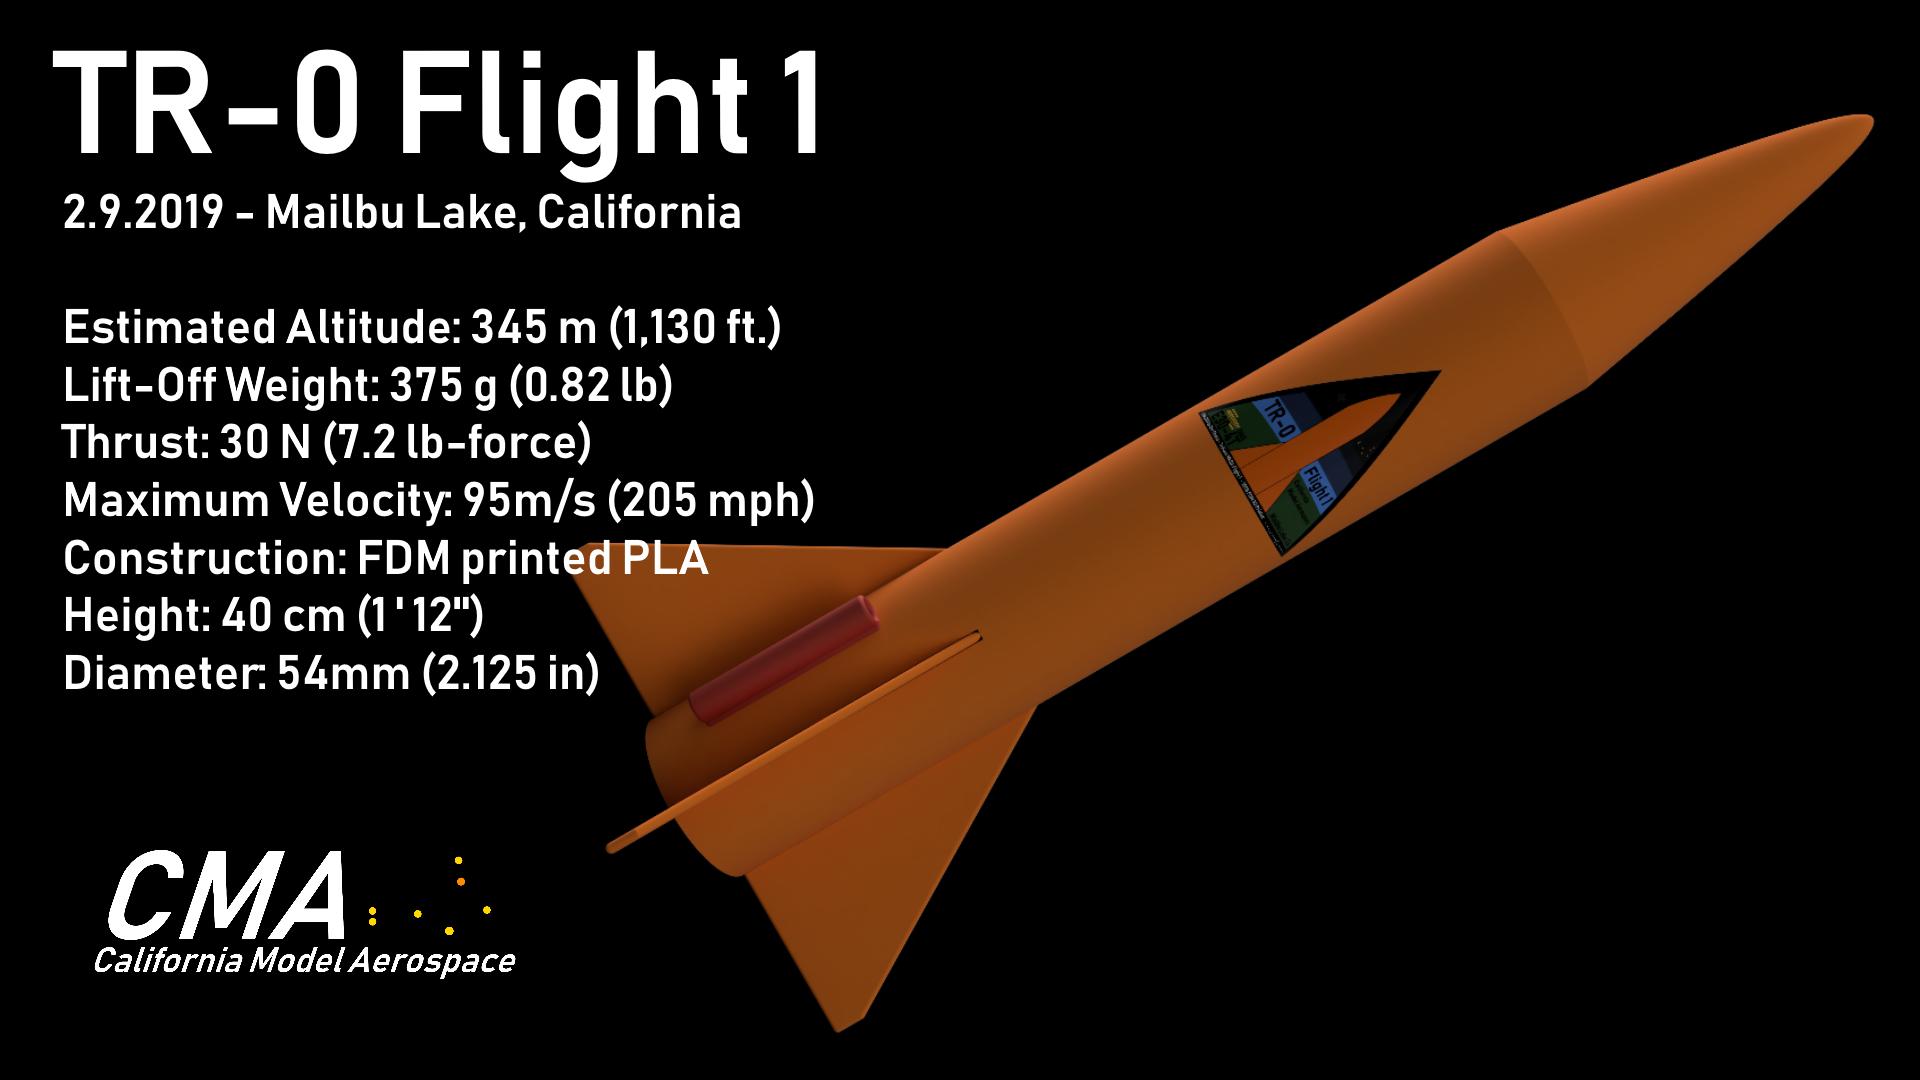 TR-0 Flight 1
2.9.2019 - Mailbu Lake, California
Estimated Altitude: 345 m (1,130 ft.)
Lift-Off Weight: 375 g (0.82 lb)
Thrust: 30 N (7.2 lb-force)
Maximum Velocity: 95m/s (205 mph)
Construction: FDM printed PLA
Height: 40 cm (1'12")
Diameter: 54mm (2.125 in)
TR-0
Flight 1
CMA
California Model Aerospace